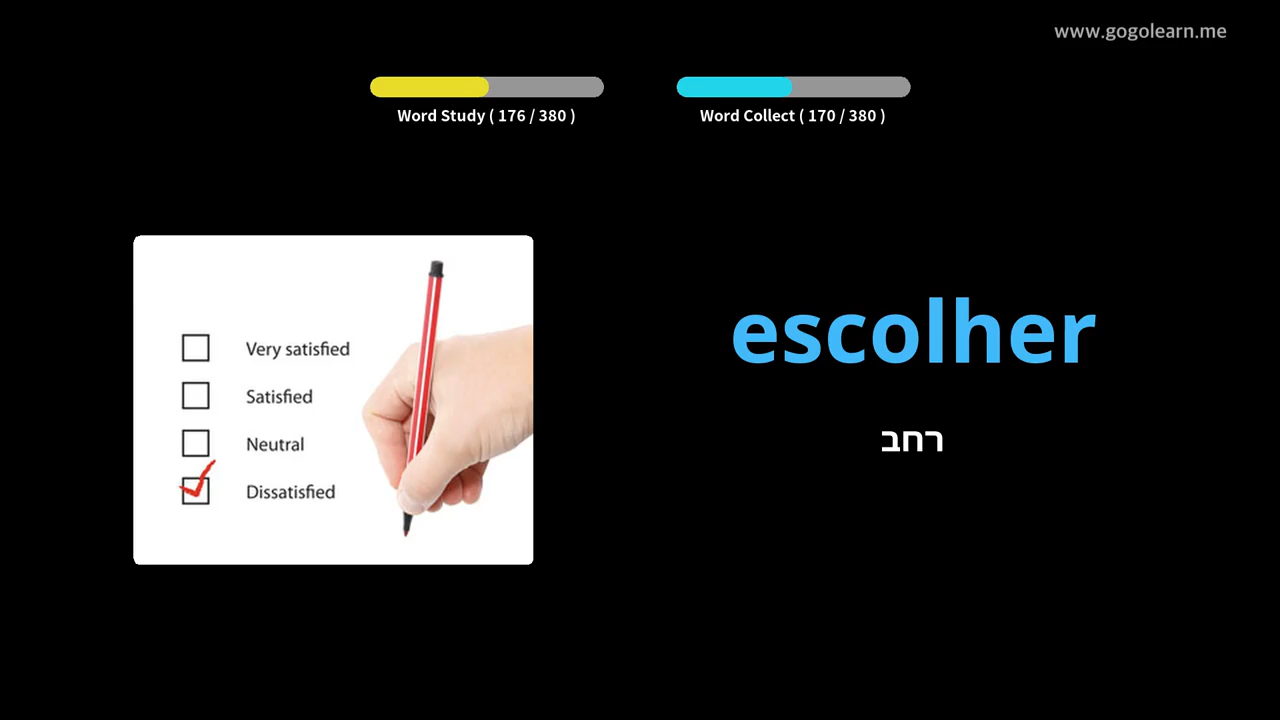 www.gogolearn.me
Word Study ( 176 / 380 )
Word Collect ( 170 / 380 )
Very satisfied
Satisfied
Neutral
Dissatisfied
escolher
רחב